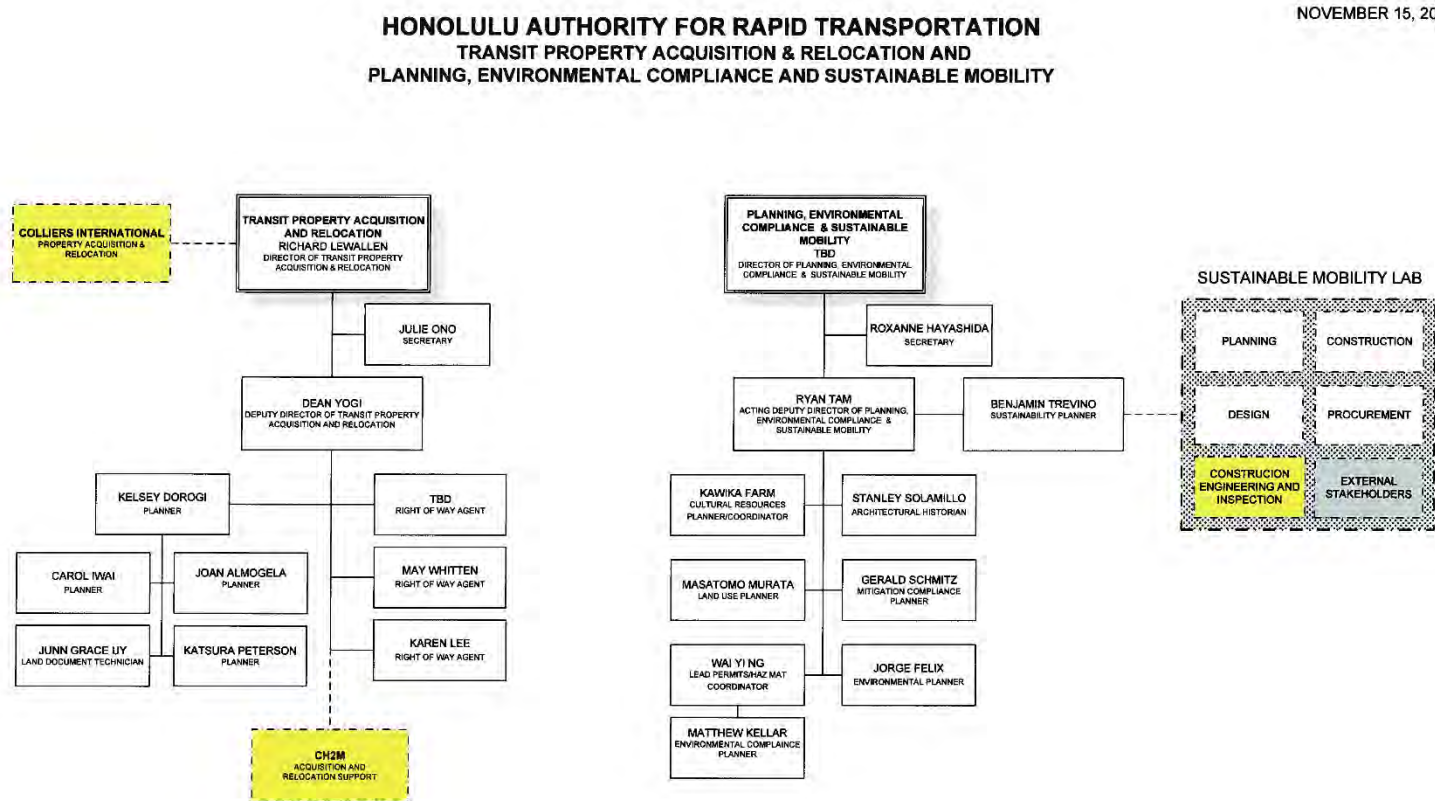 NOVEMBER 15, 20
HONOLULU AUTHORITY FOR RAPID TRANSPORTATION
TRANSIT PROPERTY ACQUISITION & RELOCATION AND
PLANNING, ENVIRONMENTAL COMPLIANCE AND SUSTAINABLE MOBILITY
COLLIERS INTERNATIONAL
PROPERTY ACQUISITION &
RELOCATION
TRANSIT PROPERTY ACQUISITION
AND RELOCATION
RICHARD LEWALLEN
DIRECTOR OF TRANSIT PROPERTY
ACQUISITION & RELOCATION
JULIE ONO
SECRETARY
DEAN YOGI
DEPUTY DIRECTOR OF TRANSIT PROPERTY
ACQUISITION AND RELOCATION
KELSEY DOROGI
PLANNER
TBD
RIGHT OF WAY AGENT
CAROL IWAI
PLANNER
JOAN ALMOGELA
PLANNER
MAY WHITTEN
RIGHT OF WAY AGENT
JUNN GRACE UY
LAND DOCUMENT TECHNICIAN
KATSURA PETERSON
PLANNER
KAREN LEE
RIGHT OF WAY AGENT
CH2M
ACQUISITION AND
RELOCATION SUPPORT
PLANNING, ENVIRONMENTAL
COMPLIANCE & SUSTAINABLE
MOBILITY
TBD
DIRECTOR OF PLANNING, ENVIRONMENTAL
COMPLIANCE & SUSTAINABLE MOBILITY
ROXANNE HAYASHIDA
SECRETARY
RYAN TAM
ACTING DEPUTY DIRECTOR OF PLANNING,
ENVIRONMENTAL COMPLIANCE &
SUSTAINABLE MOBILITY
BENJAMIN TREVINO
SUSTAINABILITY PLANNER
KAWIKA FARM
CULTURAL RESOURCES
PLANNER/COORDINATOR
STANLEY SOLAMILLO
ARCHITECTURAL HISTORIAN
MASATOMO MURATA
LAND USE PLANNER
GERALD SCHMITZ
MITIGATION COMPLIANCE
PLANNER
WAI YI NG
LEAD PERMITS/HAZ MAT
COORDINATOR
JORGE FELIX
ENVIRONMENTAL PLANNER
MATTHEW KELLAR
ENVIRONMENTAL COMPLAINCE
PLANNER
SUSTAINABLE MOBILITY LAB
PLANNING
CONSTRUCTION
DESIGN
PROCUREMENT
CONSTRUCION
ENGINEERING AND
INSPECTION
EXTERNAL
STAKEHOLDERS